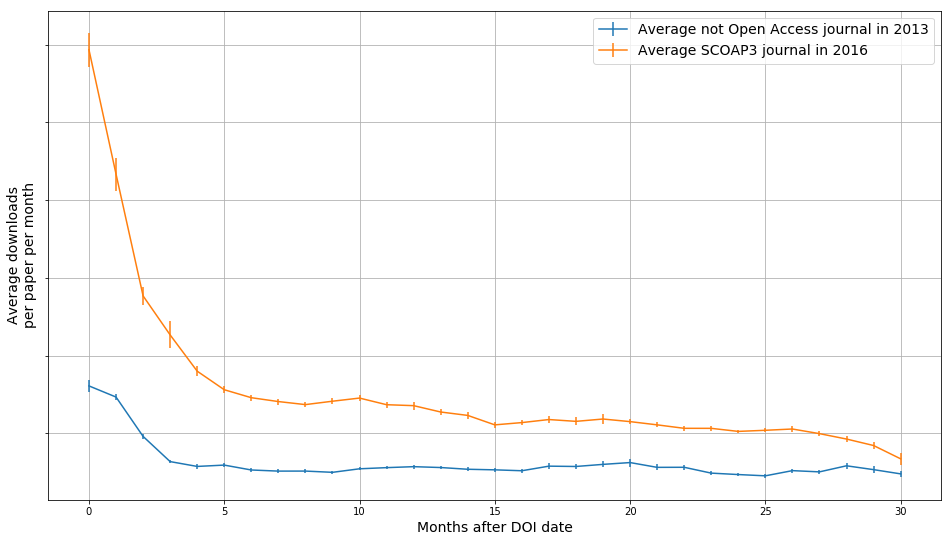 Average not Open Access journal in 2013
Average SCOAP3 journal in 2016
Average downloads
per paper per month
0 5 10 15 20 25 30
Months after DOI date